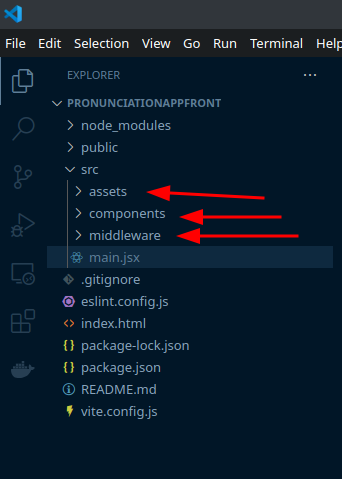 File Edit Selection View Go Run Terminal Help
EXPLORER
PRONUNCIATIONAPPFRONT
node_modules
public
src
assets
components
middleware
main.jsx
.gitignore
eslint.config.js
index.html
package-lock.json
package.json
README.md
vite.config.js